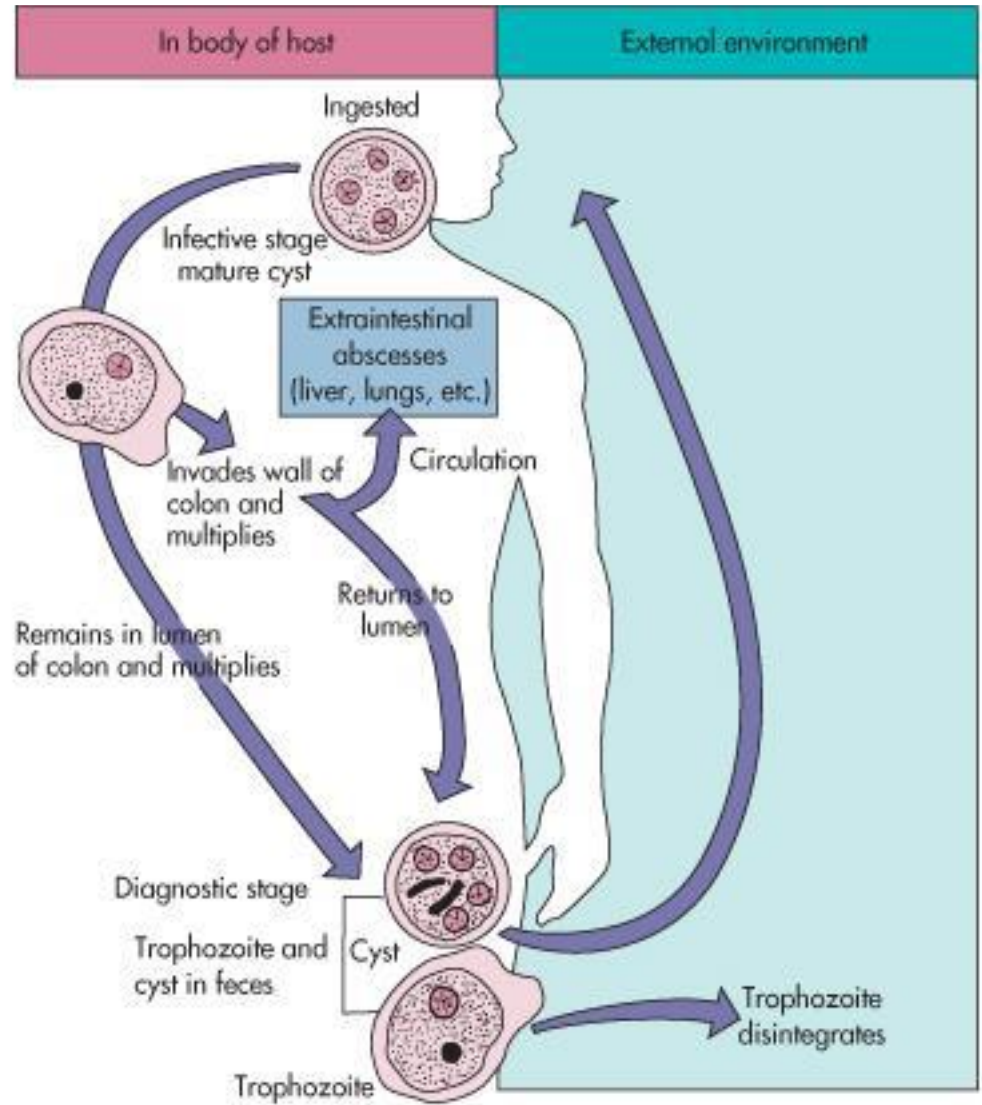 In body of host
External environment
Ingested
Infective stage
mature cyst
Extraintestinal
abscesses
(liver, lungs, etc.)
Invades wall of
colon and
multiplies
Circulation
Returns to
lumen
Remains in lumen
of colon and multiplies
Diagnostic stage
Trophozoite and
cyst in feces
Cyst
Trophozoite
disintegrates
Trophozoite